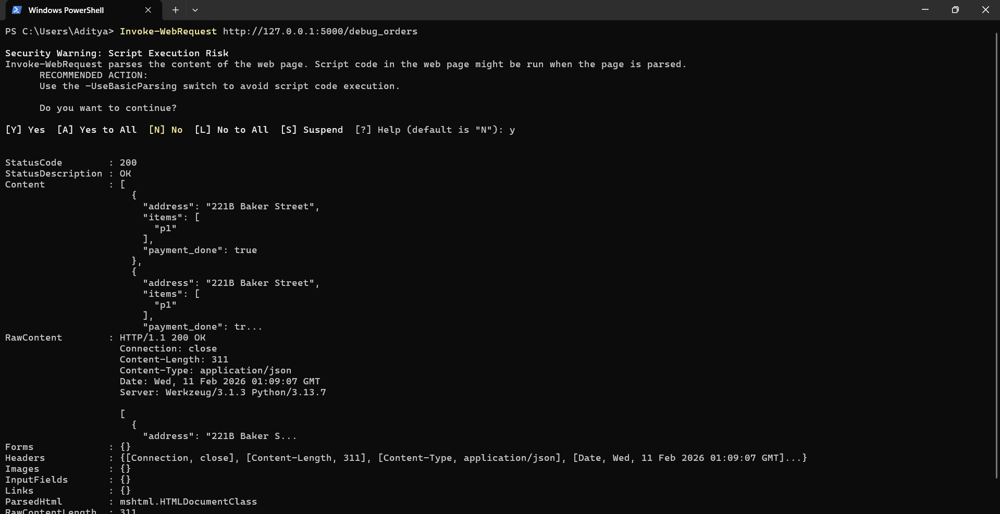 Windows PowerShell
PS C:\Users\Aditya> Invoke-WebRequest http://127.0.0.1:5000/debug_orders
Security Warning: Script Execution Risk
Invoke-WebRequest parses the content of the web page. Script code in the web page might be run when the page is parsed.
      RECOMMENDED ACTION:
      Use the -UseBasicParsing switch to avoid script code execution.
      Do you want to continue?
[Y] Yes  [A] Yes to All  [N] No  [L] No to All  [S] Suspend  [?] Help (default is "N"): y
StatusCode        : 200
StatusDescription : OK
Content           : [
                      {
                        "address": "221B Baker Street",
                        "items": [
                          "p1"
                        ],
                        "payment_done": true
                      },
                      {
                        "address": "221B Baker Street",
                        "items": [
                          "p1"
                        ],
                        "payment_done": tr...
RawContent        : HTTP/1.1 200 OK
                    Connection: close
                    Content-Length: 311
                    Content-Type: application/json
                    Date: Wed, 11 Feb 2026 01:09:07 GMT
                    Server: Werkzeug/3.1.3 Python/3.13.7
                    [
                      {
                        "address": "221B Baker S...
Forms             : {}
Headers           : {[Connection, close], [Content-Length, 311], [Content-Type, application/json], [Date, Wed, 11 Feb 2026 01:09:07 GMT]...}
Images            : {}
InputFields       : {}
Links             : {}
ParsedHtml        : mshtml.HTMLDocumentClass
RawContentLength  : 311